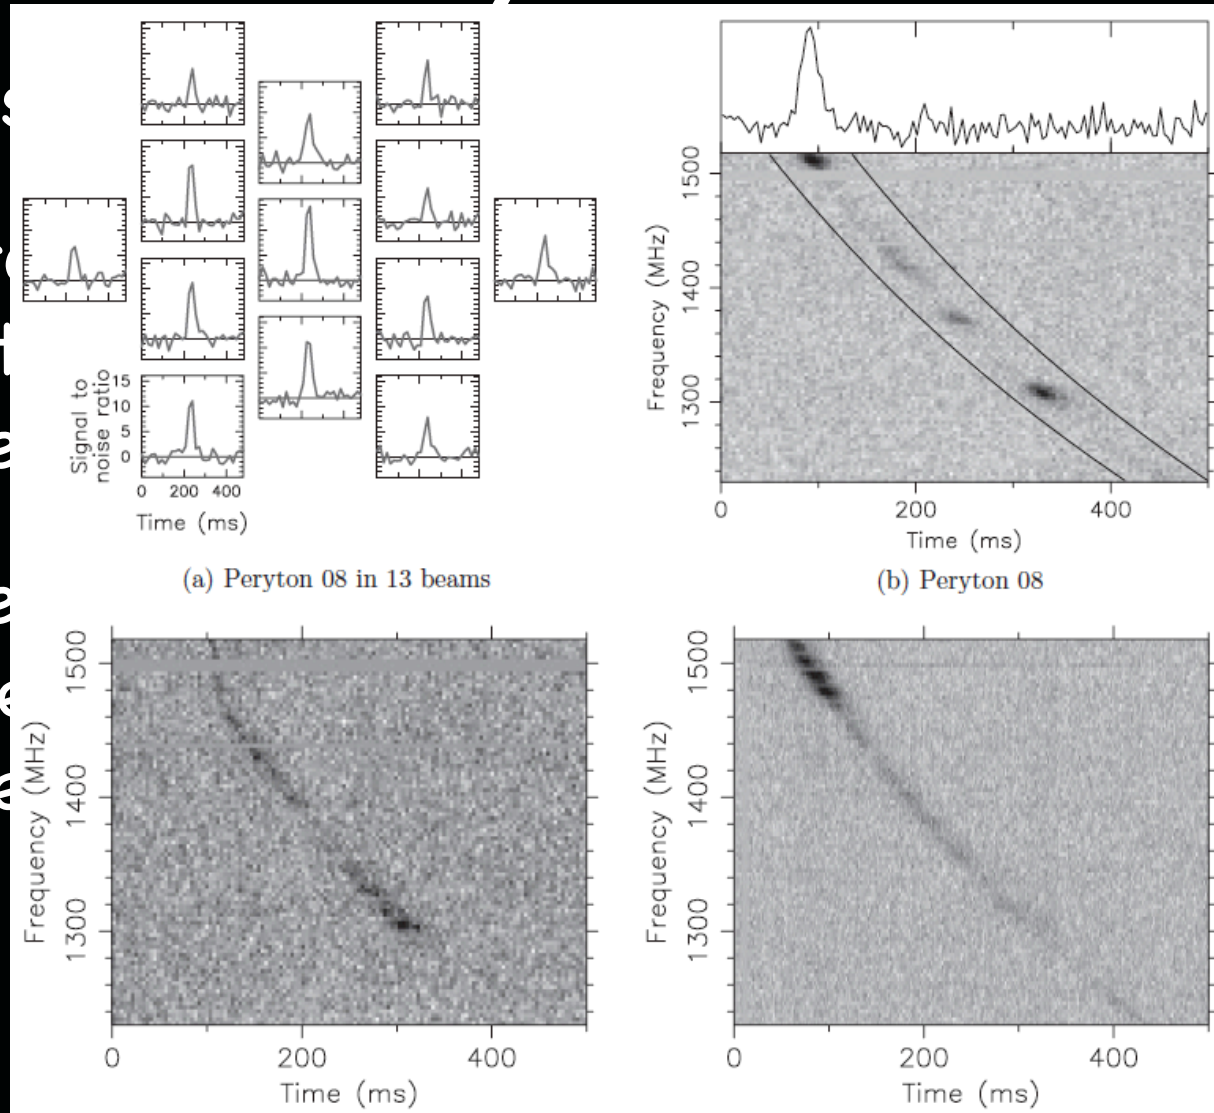 Signal to
noise ratio
15
10
5
0
0 200 400
Time (ms)
(a) Peryton 08 in 13 beams
Frequency (MHz)
1500
1400
1300
0 200 400
Time (ms)
(b) Peryton 08
Frequency (MHz)
1500
1400
1300
0 200 400
Time (ms)
Frequency (MHz)
1500
1400
1300
0 200 400
Time (ms)